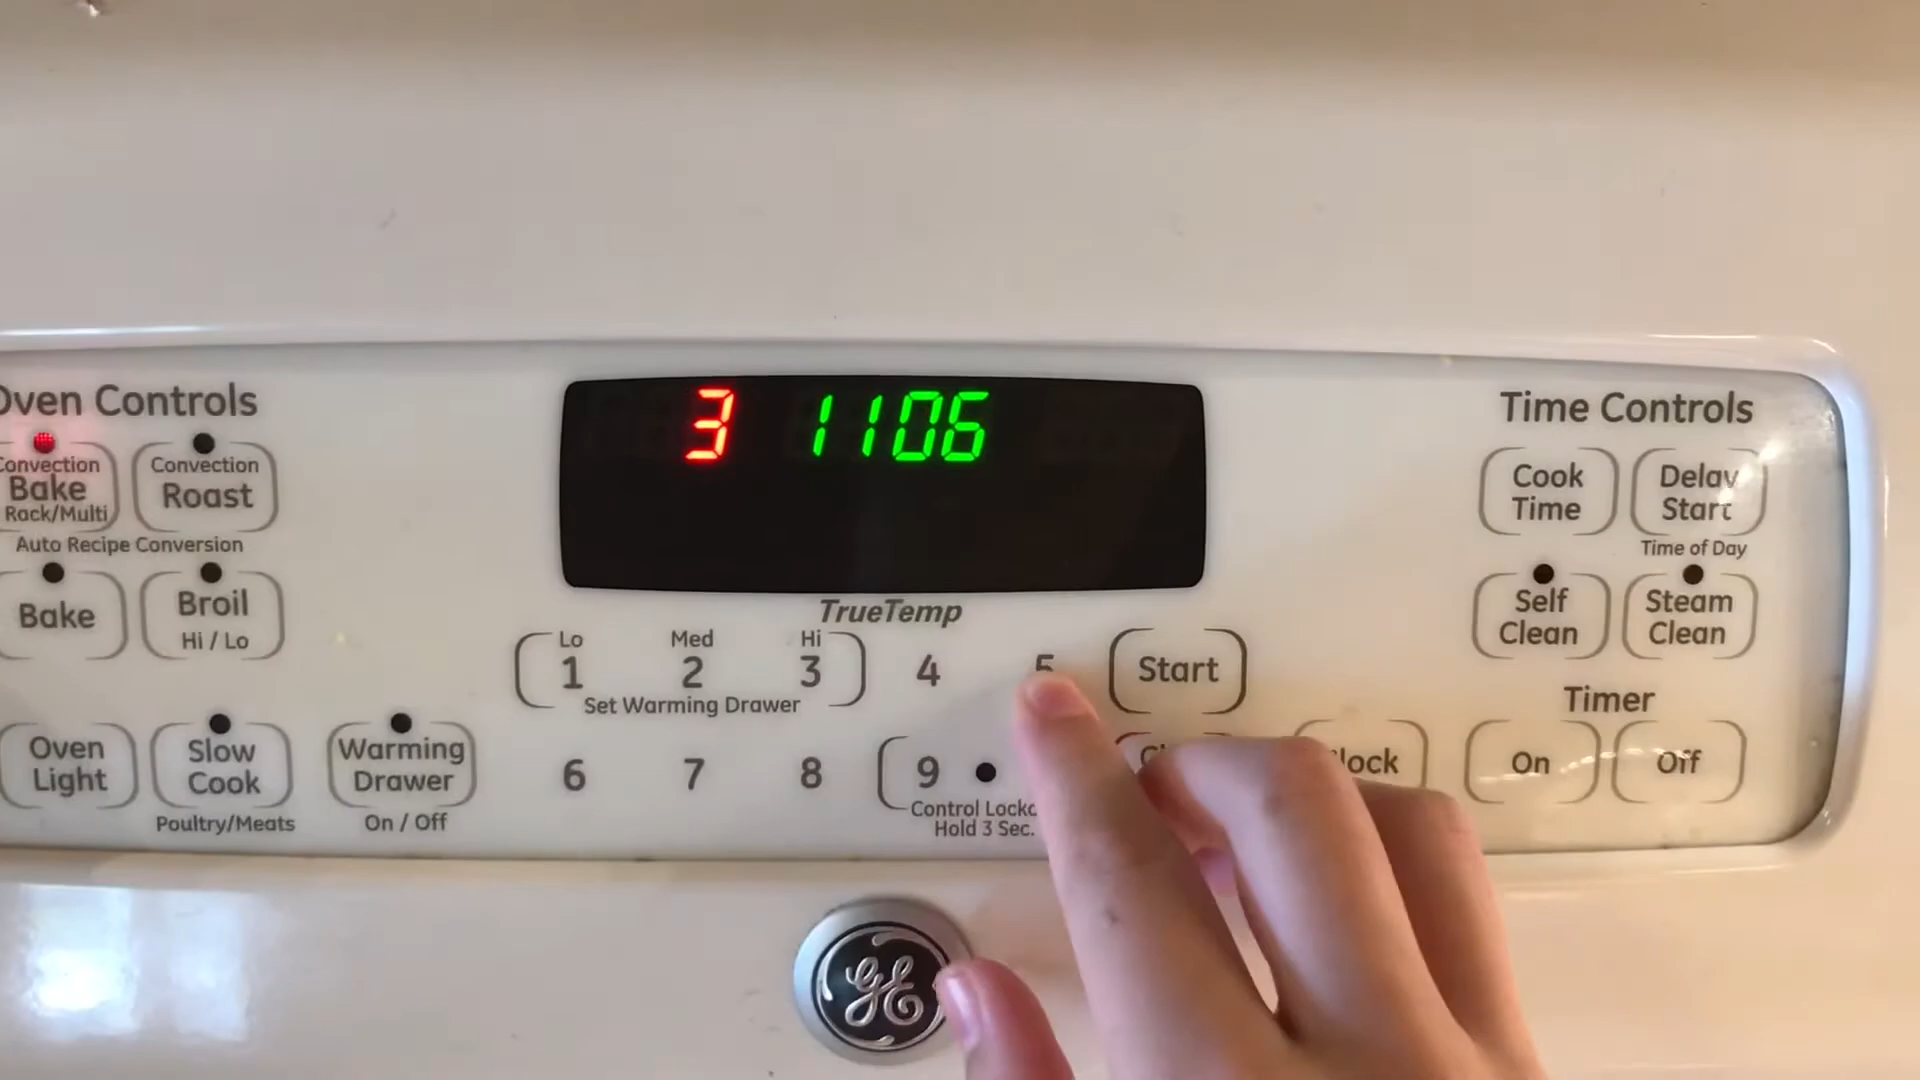 Oven Controls
Convection
Bake
Rack/Multi
Convection
Roast
Auto Recipe Conversion
Bake
Broil
Hi / Lo
Oven
Light
Slow
Cook
Poultry/Meats
Warming
Drawer
On / Off
3 1106
TrueTemp
Lo
1
Med
2
Hi
3
Set Warming Drawer
4
5
Start
6
7
8
9
Control
Hold 3 Sec.
Time Controls
Cook
Time
Delay
Start
Time of Day
Self
Clean
Steam
Clean
Timer
On
Off
GE